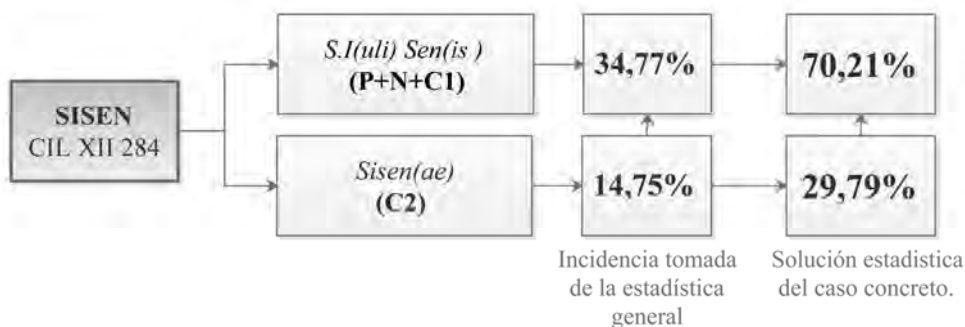 SISEN
CIL XII 284
S.I(uli) Sen(is )
(P+N+C1)
34,77%
70,21%
Sisen(ae)
(C2)
14,75%
29,79%
Incidencia tomada
de la estadística
general
Solución estadistica
del caso concreto.